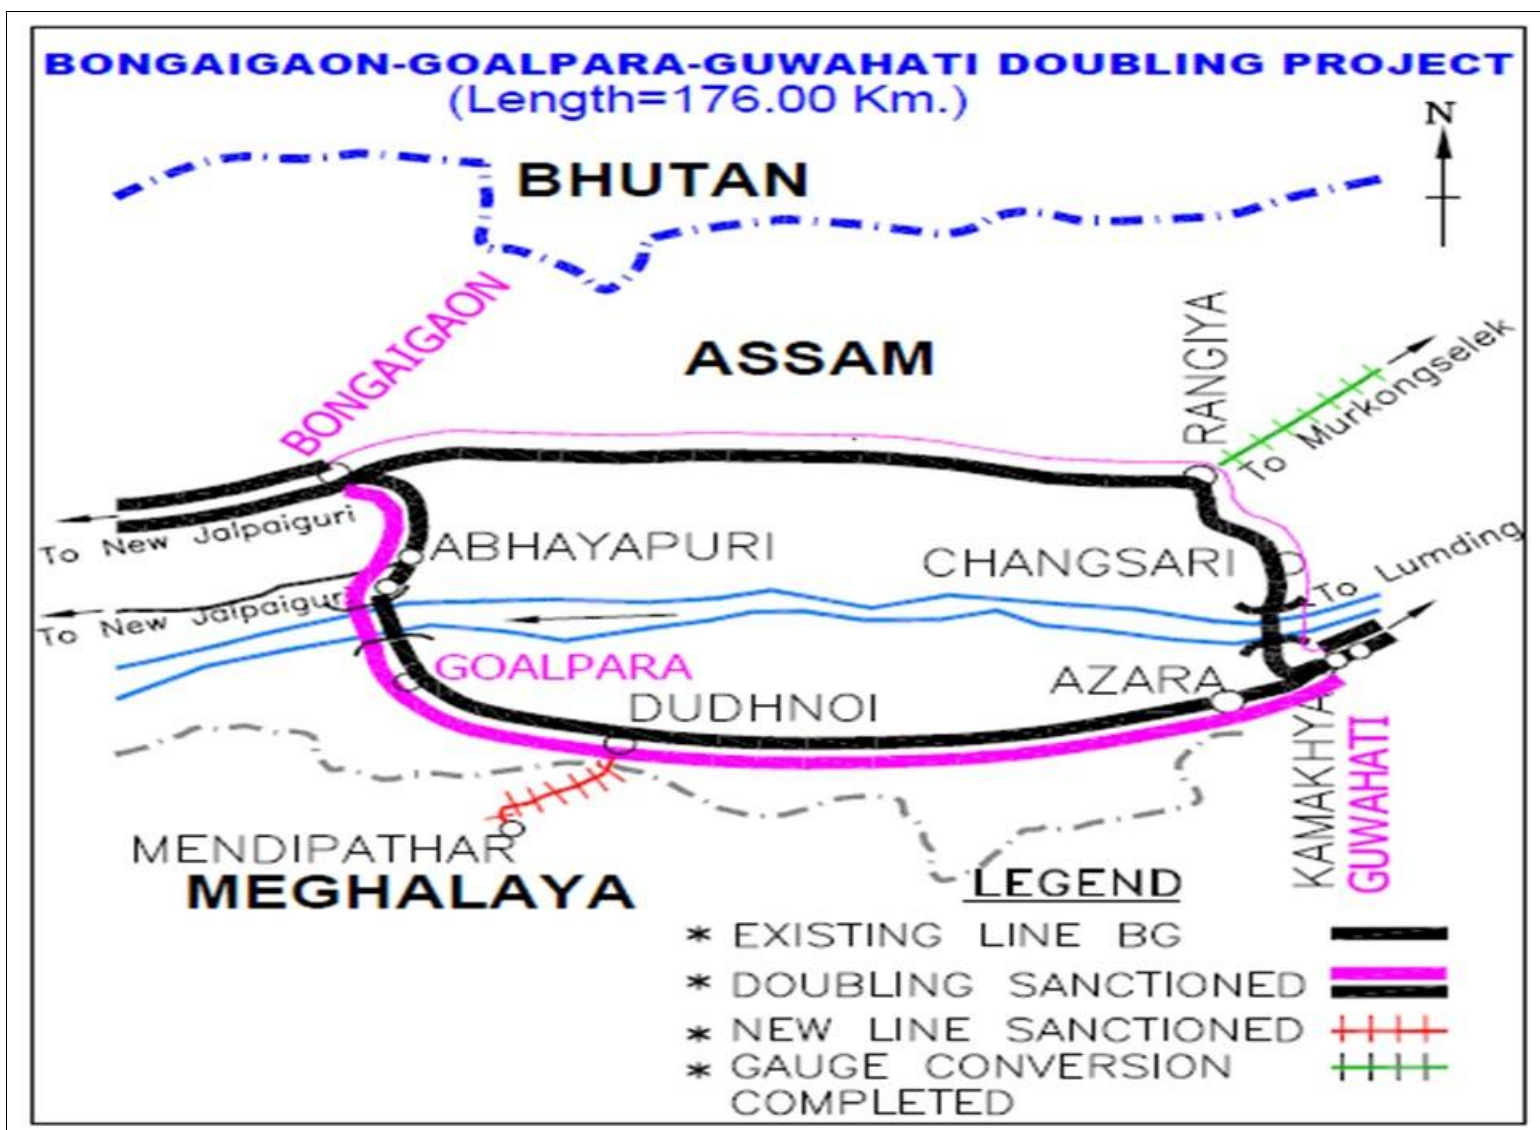 BONGAIGAON-GOALPARA-GUWAHATI DOUBLING PROJECT
(Length=176.00 Km.)
N
BHUTAN
BONGAIGAON
ASSAM
RANGIYA
To Murkongselek
To New Jalpaiguri
ABHAYAPURI
CHANGSARI
To Lumding
To New Jalpaiguri
GOALPARA
AZARA
DUDHNOI
KAMAKHYA
GUWAHATI
MENDIPATHAR
MEGHALAYA
LEGEND
* EXISTING LINE BG
* DOUBLING SANCTIONED
* NEW LINE SANCTIONED
* GAUGE CONVERSION
COMPLETED